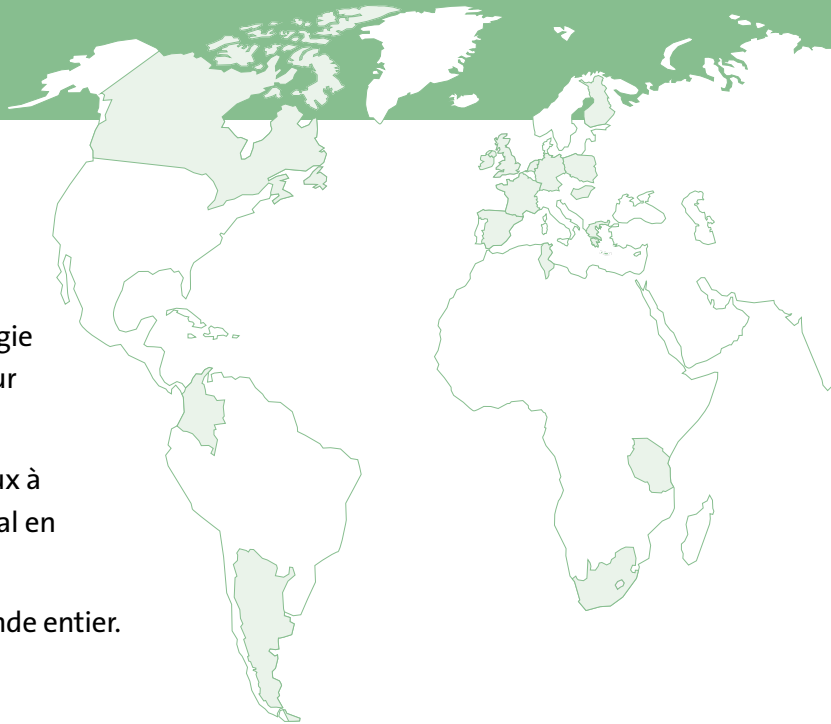 gie
ur
ux à
al en
nde entier.